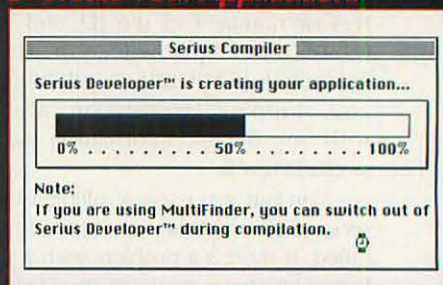 Serius Compiler
Serius Developer™ is creating your application...
0% . . . . . . . . . 50% . . . . . . . . 100%
Note:
If you are using MultiFinder, you can switch out of
Serius Developer™ during compilation.